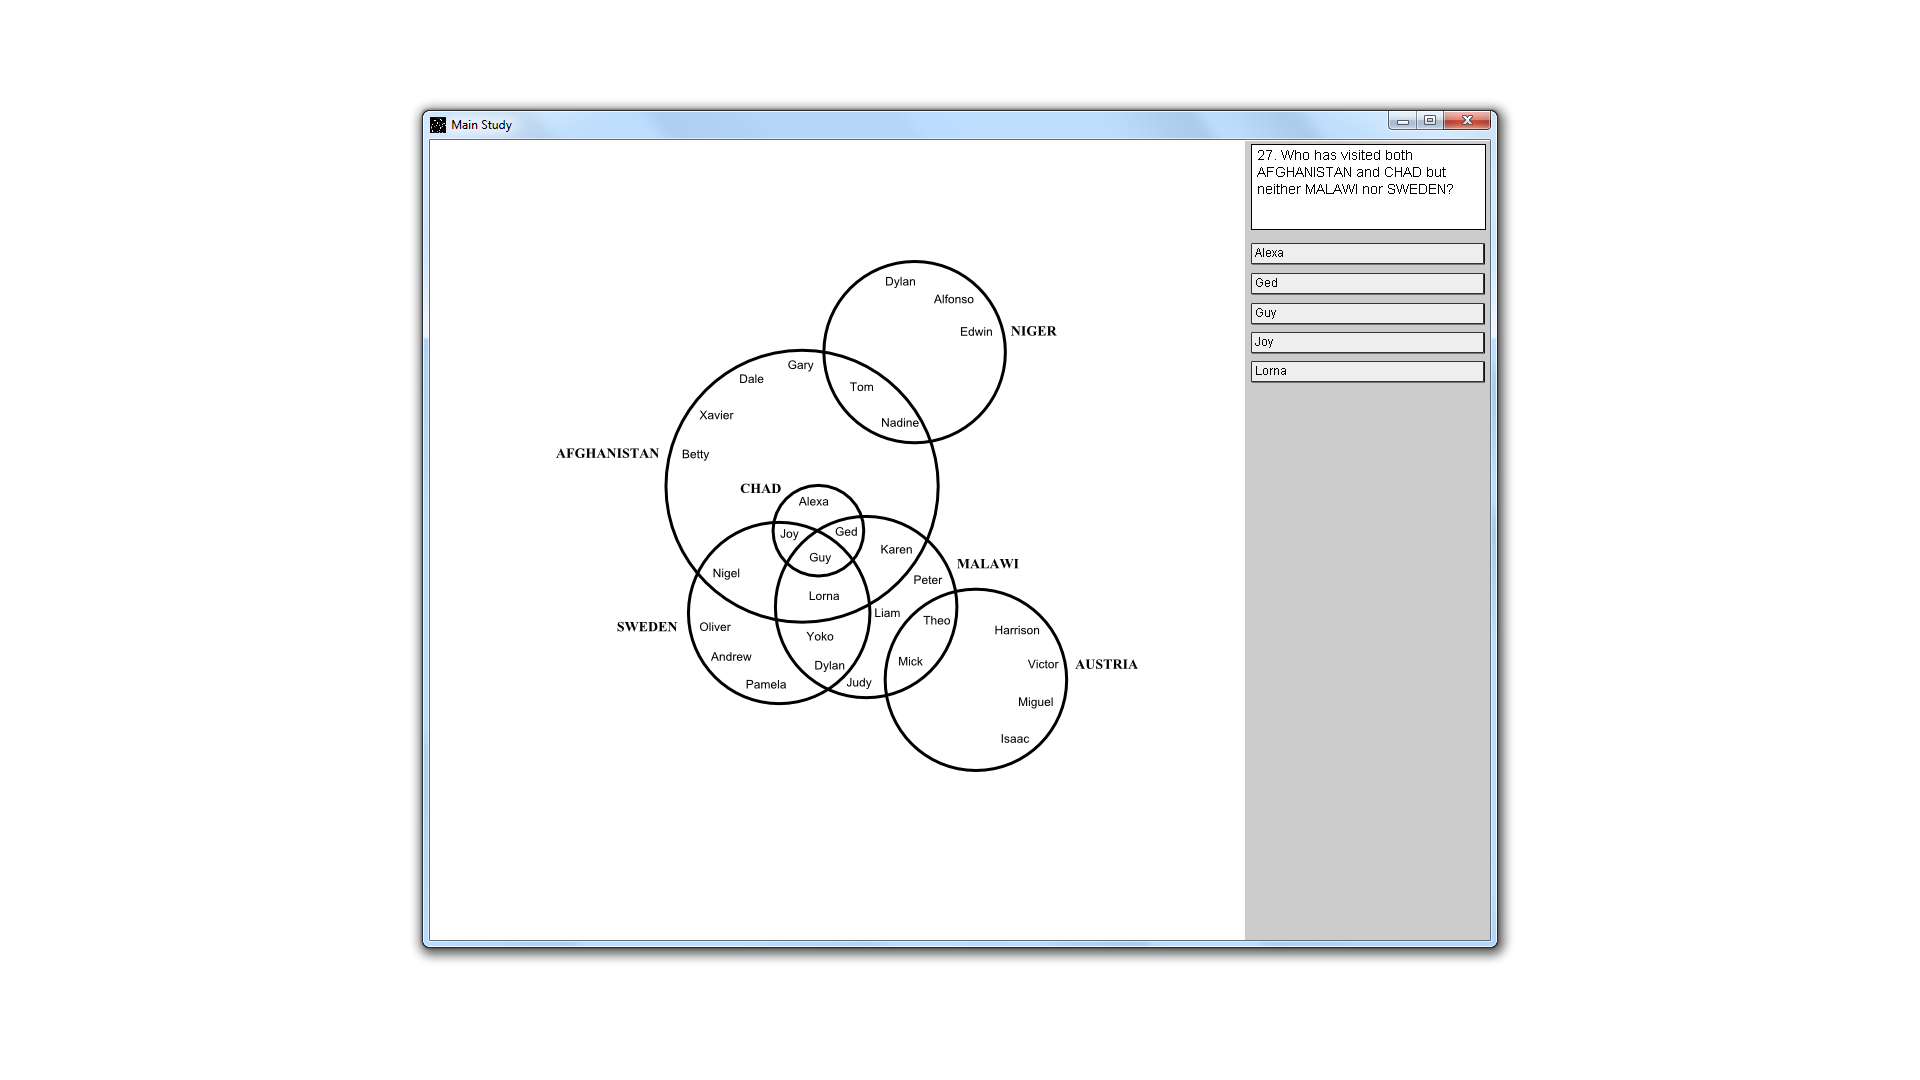 Main Study
27. Who has visited both
AFGHANISTAN and CHAD but
neither MALAWI nor SWEDEN?
Alexa
Ged
Guy
Joy
Lorna
Dylan
Alfonso
Edwin
NIGER
Gary
Dale
Tom
Xavier
Nadine
AFGHANISTAN
Betty
CHAD
Alexa
Joy
Ged
Karen
Guy
MALAWI
Nigel
Peter
Lorna
Liam
Theo
SWEDEN
Oliver
Yoko
Harrison
Andrew
Dylan
Mick
Victor
AUSTRIA
Pamela
Judy
Miguel
Isaac